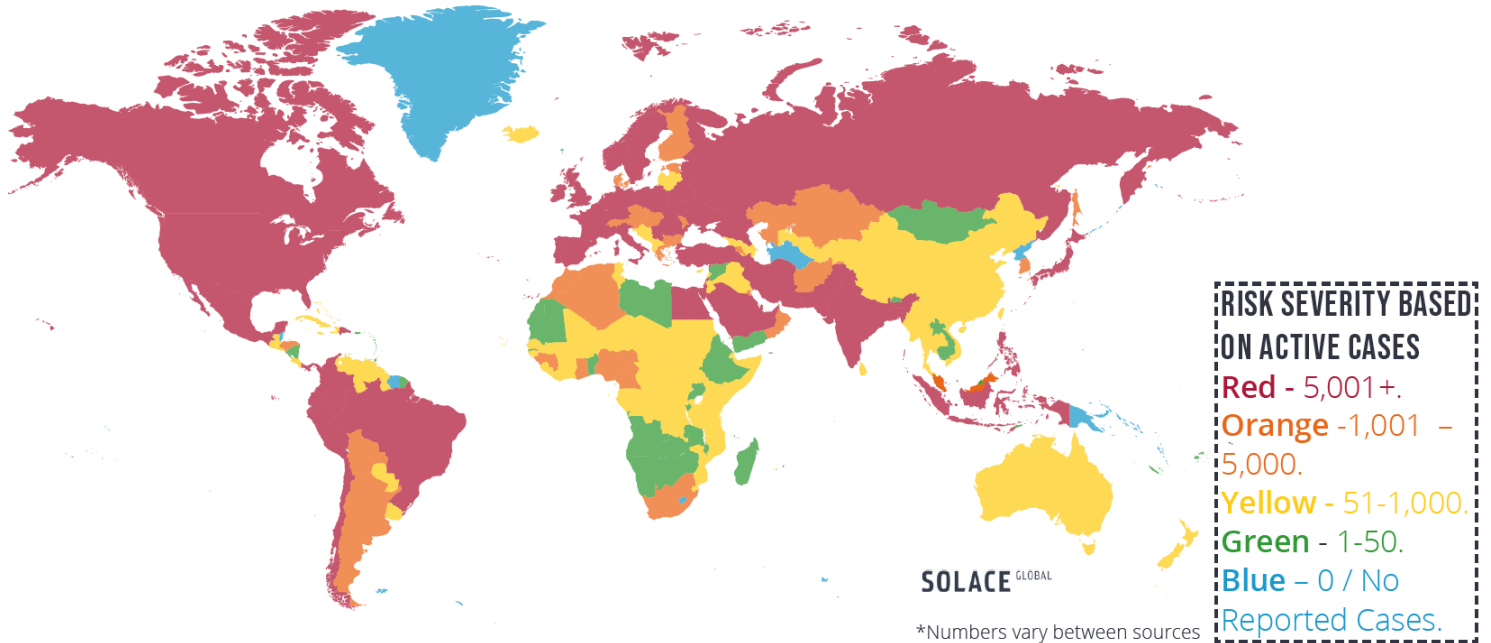 RISK SEVERITY BASED
ON ACTIVE CASES
Red - 5,001+.
Orange -1,001 –
5,000.
Yellow - 51-1,000.
Green - 1-50.
Blue – 0 / No
Reported Cases.
SOLACE GLOBAL
*Numbers vary between sources